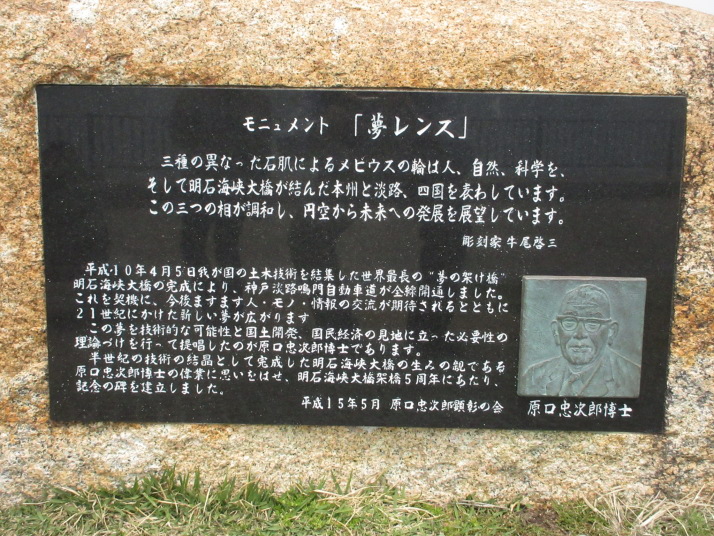 モニュメント 「夢レンズ」
三種の異なった石肌によるメビウスの輪は人、自然、科学を、
そして明石海峡大橋が結んだ本州と淡路、四国を表わしています。
この三つの相が調和し、円空から未来への発展を展望しています。
彫刻家 牛尾啓三
平成10年4月5日我が国の土木技術を結集した世界最長の"夢の架け橋"
明石海峡大橋の完成により、神戸淡路鳴門自動車道が全線開通しました。
これを契機に、今後ますます人・モノ・情報の交流が期待されるとともに
21世紀にかけた新しい夢が広がります
この夢を技術的な可能性と国土開発、国民経済の見地に立った必要性の
理論づけを行って提唱したのが原口忠次郎博士であります。
半世紀の技術の結晶として完成した明石海峡大橋の生みの親である
原口忠次郎博士の偉業に思いをはせ、明石海峡大橋架橋5周年にあたり、
記念の碑を建立しました。
平成15年5月 原口忠次郎顕彰の会
原口忠次郎博士